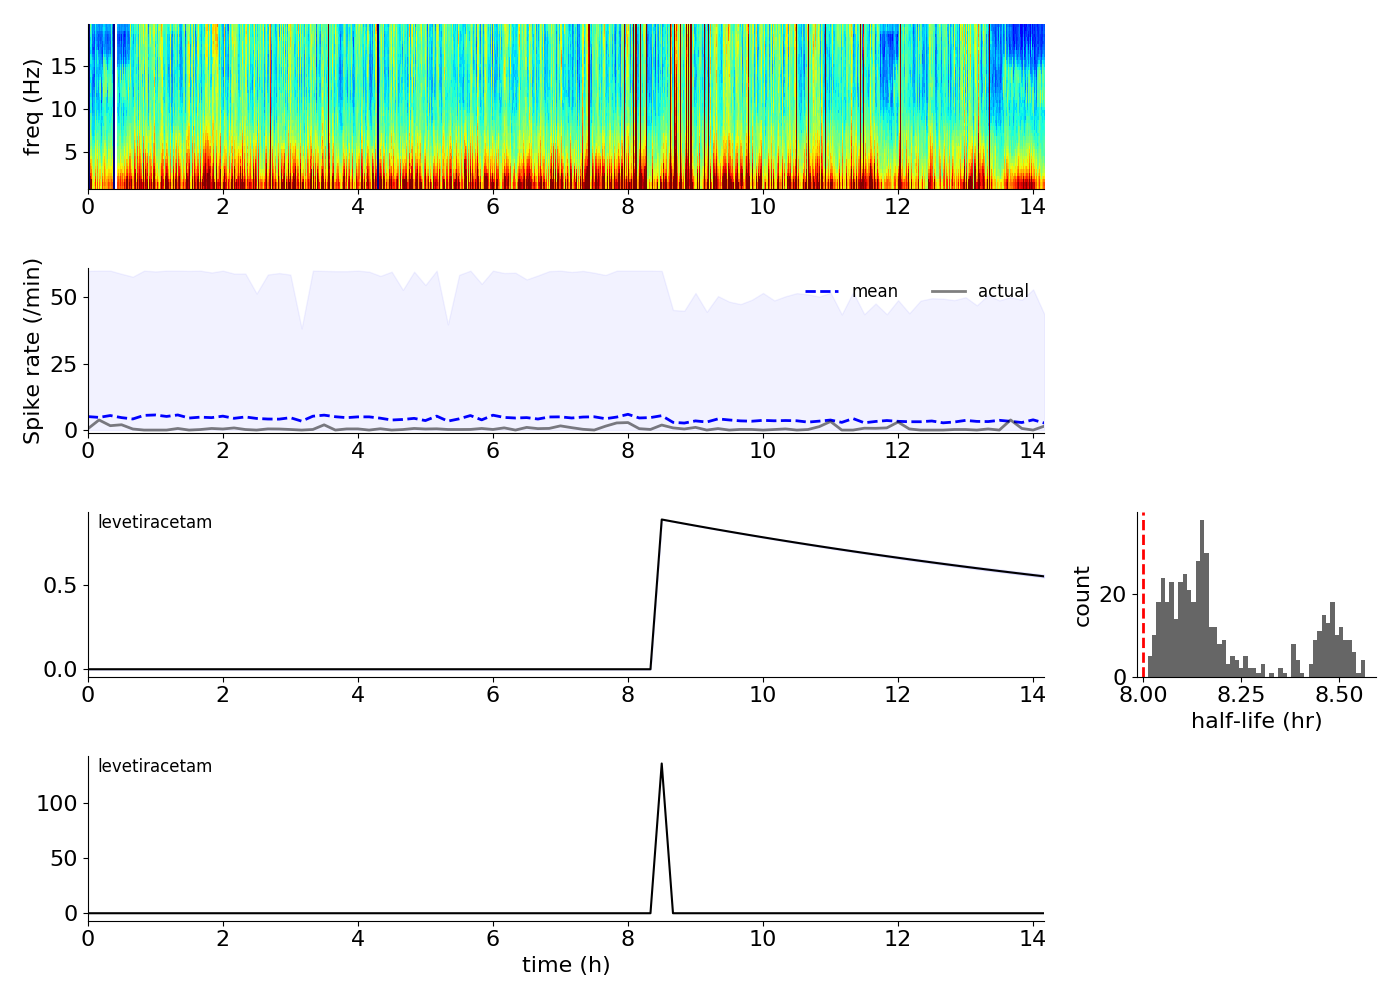 freq (Hz)
15
10
5
0 2 4 6 8 10 12 14
Spike rate (/min)
50
25
0
mean actual
0 2 4 6 8 10 12 14
levetiracetam
0.5
0.0
0 2 4 6 8 10 12 14
count
20
0
8.00 8.25 8.50
half-life (hr)
levetiracetam
100
50
0
0 2 4 6 8 10 12 14
time (h)